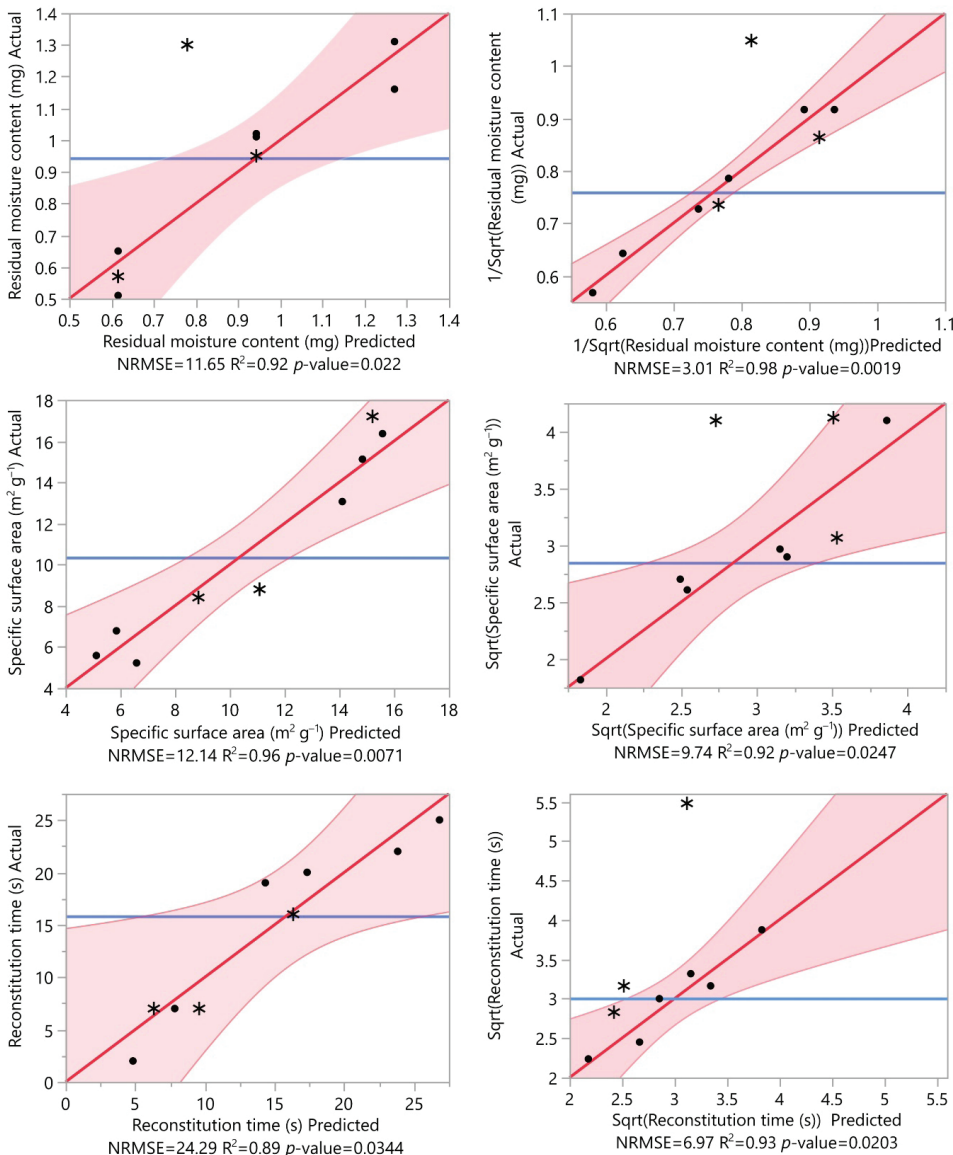 Residual moisture content (mg) Actual
1.4
1.3
1.2
1.1
1
0.9
0.8
0.7
0.6
0.5
0.5 0.6 0.7 0.8 0.9 1 1.1 1.2 1.3 1.4
Residual moisture content (mg) Predicted
NRMSE=11.65 R²=0.92 p-value=0.022
1/Sqrt(Residual moisture content
(mg)) Actual
1.1
1
0.9
0.8
0.7
0.6
0.6 0.7 0.8 0.9 1 1.1
1/Sqrt(Residual moisture content (mg))Predicted
NRMSE=3.01 R²=0.98 p-value=0.0019
Specific surface area (m² g⁻¹) Actual
18
16
14
12
10
8
6
4
4 6 8 10 12 14 16 18
Specific surface area (m² g⁻¹) Predicted
NRMSE=12.14 R²=0.96 p-value=0.0071
Sqrt(Specific surface area (m² g⁻¹))
Actual
4
3.5
3
2.5
2
2 2.5 3 3.5 4
Sqrt(Specific surface area (m² g⁻¹)) Predicted
NRMSE=9.74 R²=0.92 p-value=0.0247
Reconstitution time (s) Actual
25
20
15
10
5
0
0 5 10 15 20 25
Reconstitution time (s) Predicted
NRMSE=24.29 R²=0.89 p-value=0.0344
Sqrt(Reconstitution time (s))
Actual
5.5
5
4.5
4
3.5
3
2.5
2
2 2.5 3 3.5 4 4.5 5 5.5
Sqrt(Reconstitution time (s)) Predicted
NRMSE=6.97 R²=0.93 p-value=0.0203